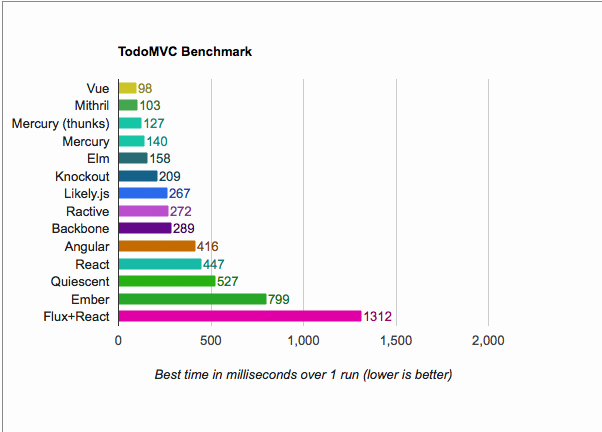 TodoMVC Benchmark
Vue 98
Mithril 103
Mercury (thunks) 127
Mercury 140
Elm 158
Knockout 209
Likely.js 267
Ractive 272
Backbone 289
Angular 416
React 447
Quiescent 527
Ember 799
Flux+React 1312
0 500 1,000 1,500 2,000
Best time in milliseconds over 1 run (lower is better)